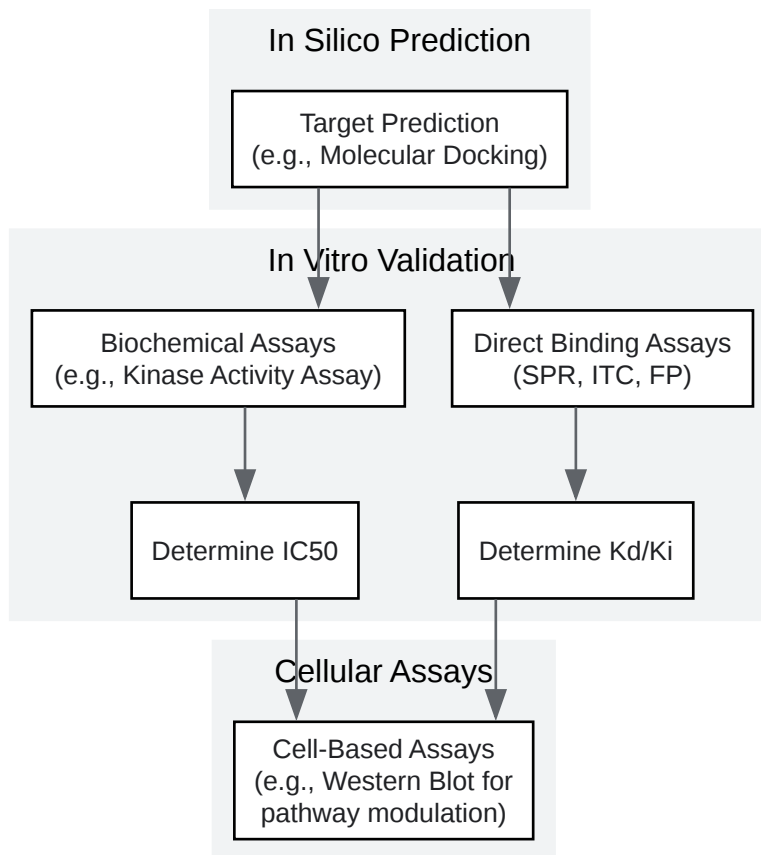 In Silico Prediction
Target Prediction
(e.g., Molecular Docking)
In Vitro Validation
Biochemical Assays
(e.g., Kinase Activity Assay)
Direct Binding Assays
(SPR, ITC, FP)
Determine IC50
Determine Kd/Ki
Cellular Assays
Cell-Based Assays
(e.g., Western Blot for
pathway modulation)